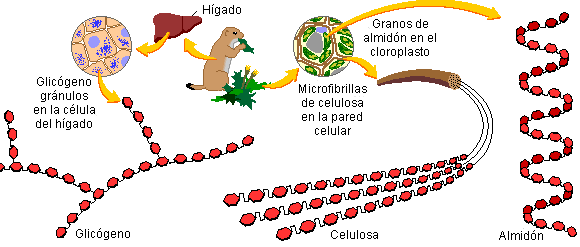 Hígado
Glicógeno
gránulos
en la célula
del hígado
Granos de
almidón en el
cloroplasto
Microfibrillas
de celulosa
en la pared
celular
Glicógeno
Celulosa
Almidón